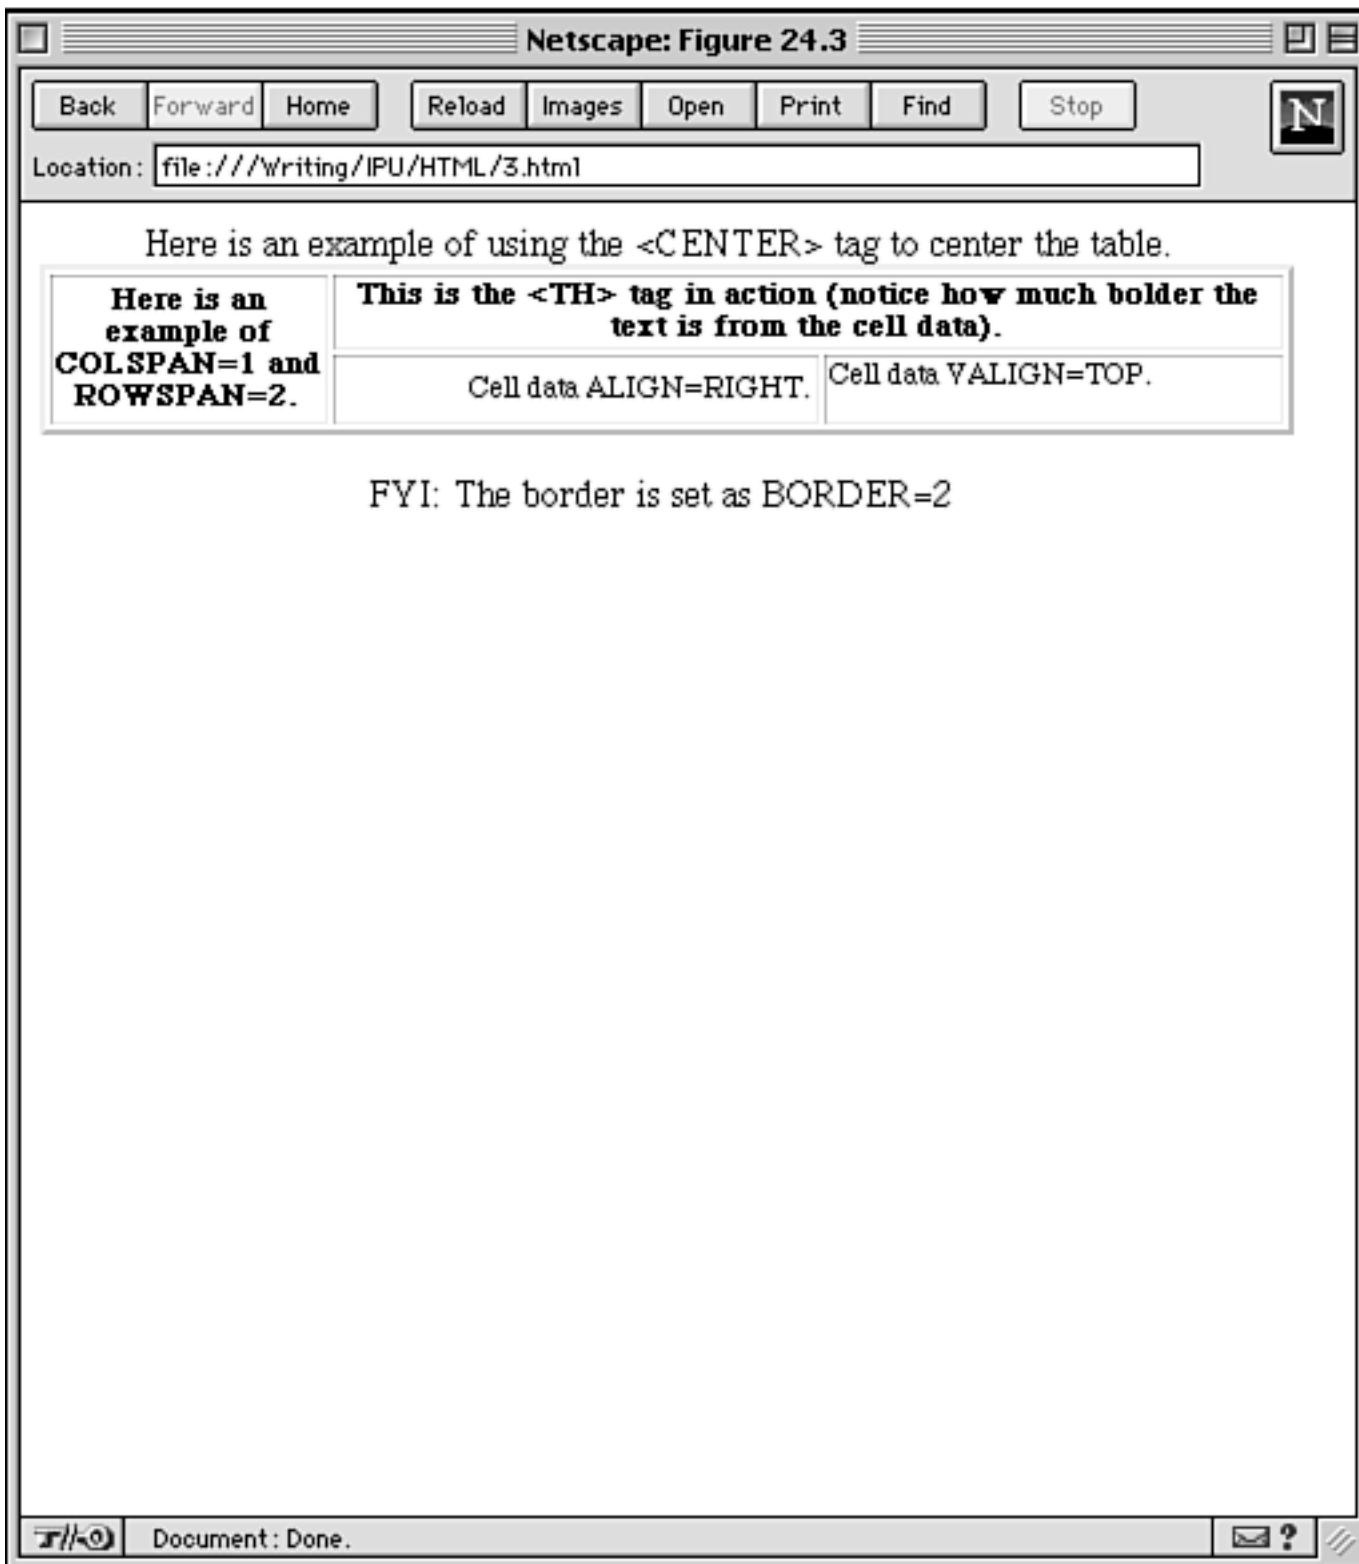 Netscape: Figure 24.3
Back Forward Home Reload Images Open Print Find Stop
N
Location: file:///Writing/IPU/HTML/3.html
Here is an example of using the <CENTER> tag to center the table.
Here is an
example of
COLSPAN=1 and
ROWSPAN=2.
This is the <TH> tag in action (notice how much bolder the
text is from the cell data).
Cell data ALIGN=RIGHT.
Cell data VALIGN=TOP.
FYI: The border is set as BORDER=2
Document: Done.
?